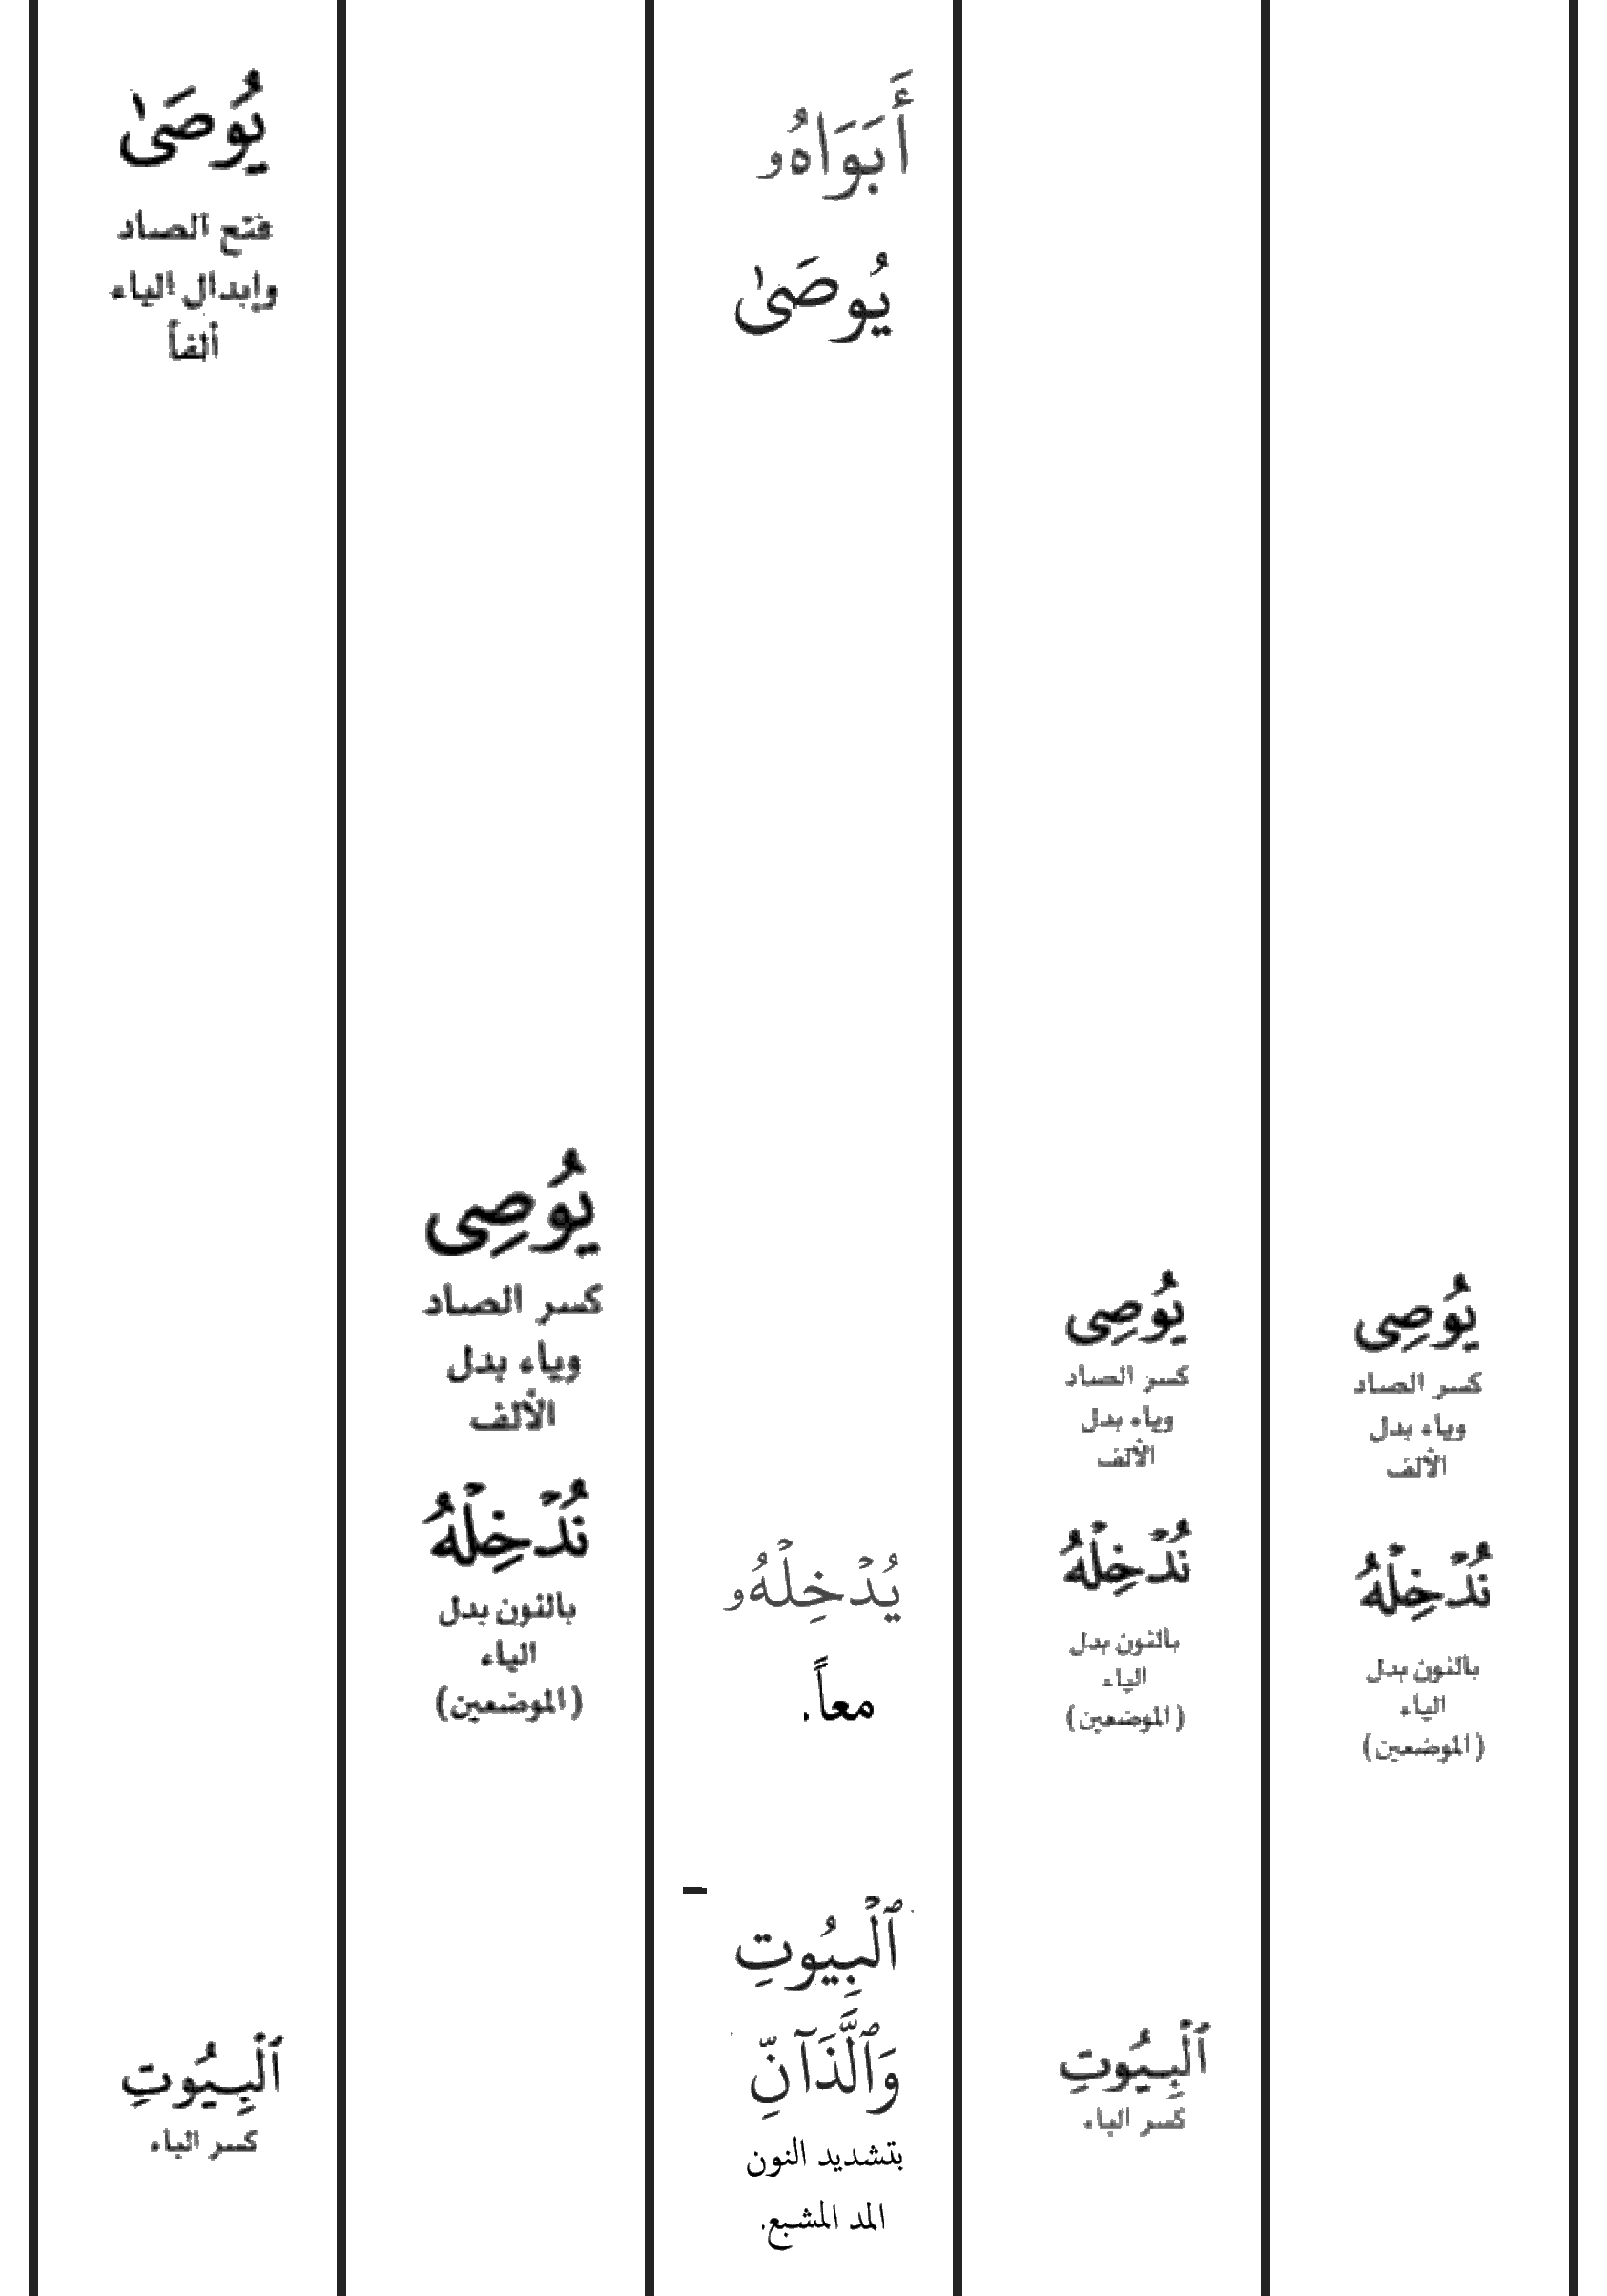 يُوصِى
كسر الصاد
وياء بدل
الألف
نُدۡخِلۡهُ
بالنون بدل
الياء
(الموضعين)
يُوصِى
كسر الصاد
وياء بدل
الألف
نُدۡخِلۡهُ
بالنون بدل
الياء
(الموضعين)
ٱلۡبِيُوتِ
كسر الباء
أَبَوَاهُۥ
يُوصَىٰ
يُدۡخِلۡهُۥ
معاً.
ٱلۡبِيُوتِ
وَٱلَّذَآنِّ
بتشديد النون
المد المشبع.
يُوصِى
كسر الصاد
وياء بدل
الألف
نُدۡخِلۡهُ
بالنون بدل
الياء
(الموضعين)
يُوصَىٰ
فتح الصاد
وإبدال الياء
ألفاً
ٱلۡبِيُوتِ
كسر الباء